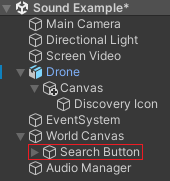 Sound Example*
Main Camera
Directional Light
Screen Video
Drone
Canvas
Discovery Icon
EventSystem
World Canvas
Search Button
Audio Manager